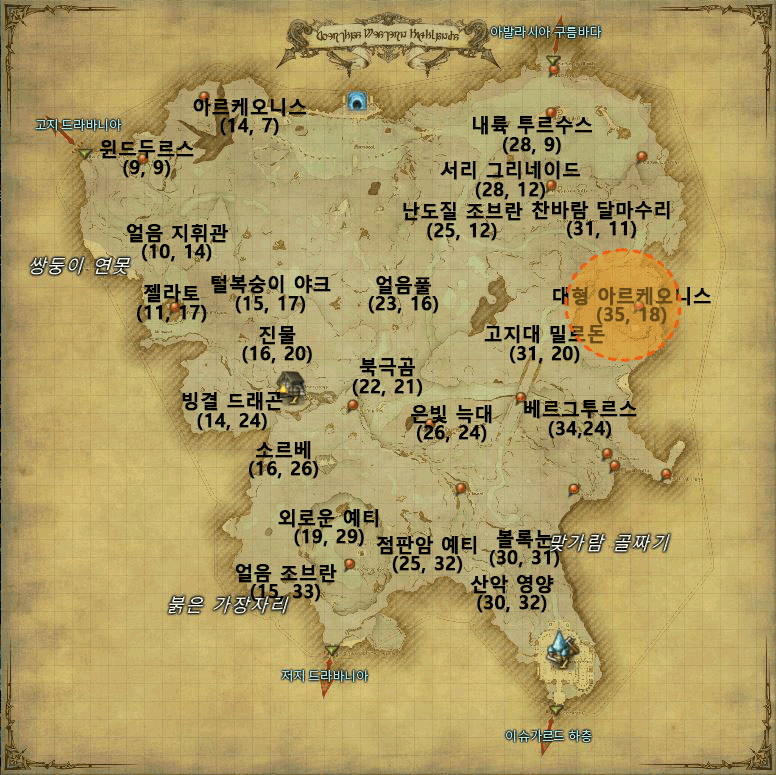 아발라시아 구름바다
고지 드라바니아
아르케오니스
(14, 7)
윈드두르스
(9, 9)
내륙 투르수스
(28, 9)
서리 그리네이드
(28, 12)
난도질 조브란
(25, 12)
찬바람 달마수리
(31, 11)
얼음 지휘관
(10, 14)
쌍둥이 연못
젤라토
(11, 17)
털복숭이 야크
(15, 17)
얼음풀
(23, 16)
대형 아르케오니스
(35, 18)
진물
(16, 20)
고지대 밀로돈
(31, 20)
북극곰
(22, 21)
빙결 드래곤
(14, 24)
은빛 늑대
(26, 24)
베르그투르스
(34,24)
소르베
(16, 26)
외로운 예티
(19, 29)
점판암 예티
(25, 32)
볼록눈
(30, 31)
맞가람 골짜기
얼음 조브란
(15, 33)
산악 영양
(30, 32)
붉은 가장자리
저지 드라바니아
이슈가르드 하층